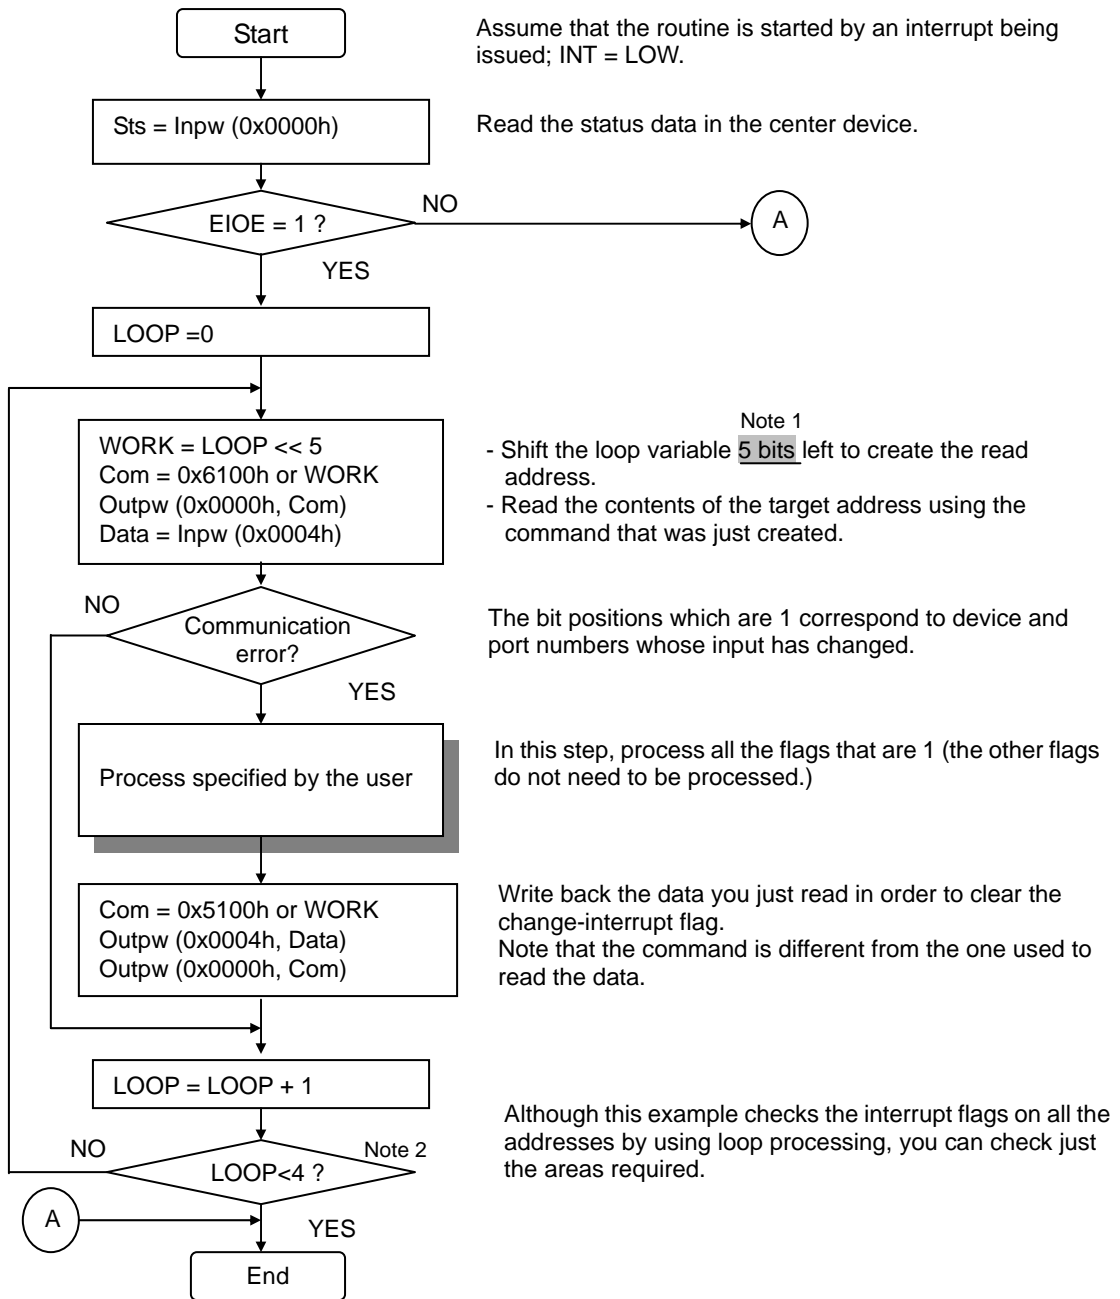 Start
Assume that the routine is started by an interrupt being
issued; INT = LOW.
Sts = Inpw (0x0000h)
Read the status data in the center device.
EIOE = 1 ?
NO
A
YES
LOOP =0
WORK = LOOP << 5
Com = 0x6100h or WORK
Outpw (0x0000h, Com)
Data = Inpw (0x0004h)
Note 1
- Shift the loop variable 5 bits left to create the read
address.
- Read the contents of the target address using the
command that was just created.
NO
Communication
error?
YES
The bit positions which are 1 correspond to device and
port numbers whose input has changed.
Process specified by the user
In this step, process all the flags that are 1 (the other flags
do not need to be processed.)
Com = 0x5100h or WORK
Outpw (0x0004h, Data)
Outpw (0x0000h, Com)
Write back the data you just read in order to clear the
change-interrupt flag.
Note that the command is different from the one used to
read the data.
LOOP = LOOP + 1
NO
LOOP<4 ?
Note 2
Although this example checks the interrupt flags on all the
addresses by using loop processing, you can check just
the areas required.
A
YES
End